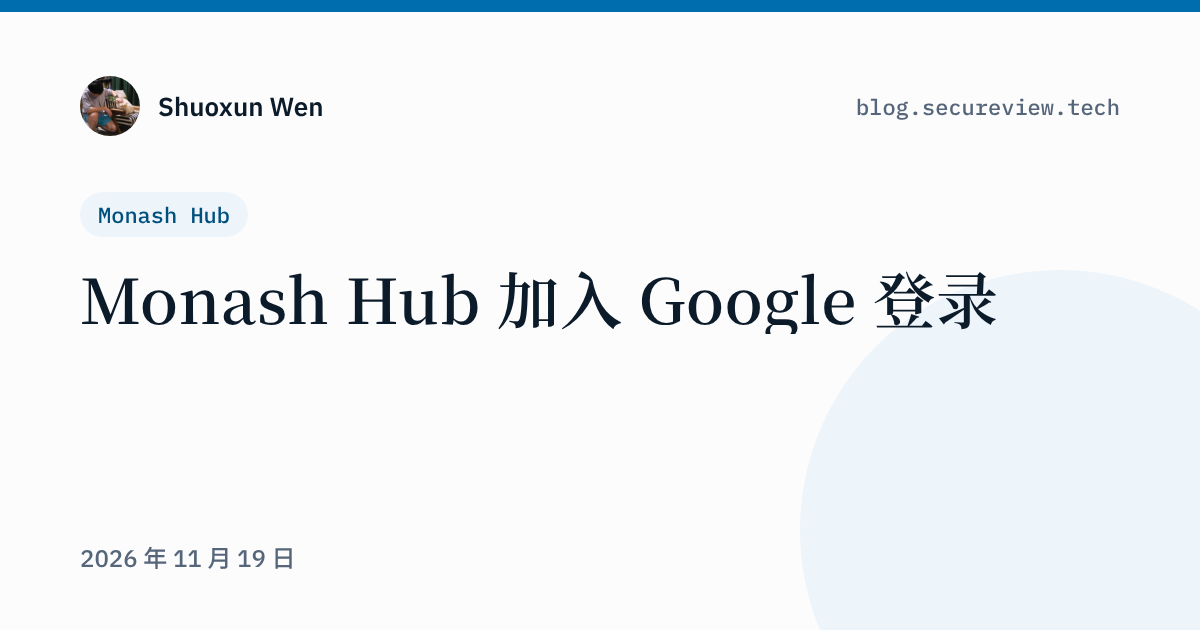 Shuoxun Wen
blog.secureview.tech
Monash Hub
Monash Hub 加入 Google 登录
2026 年 11 月 19 日